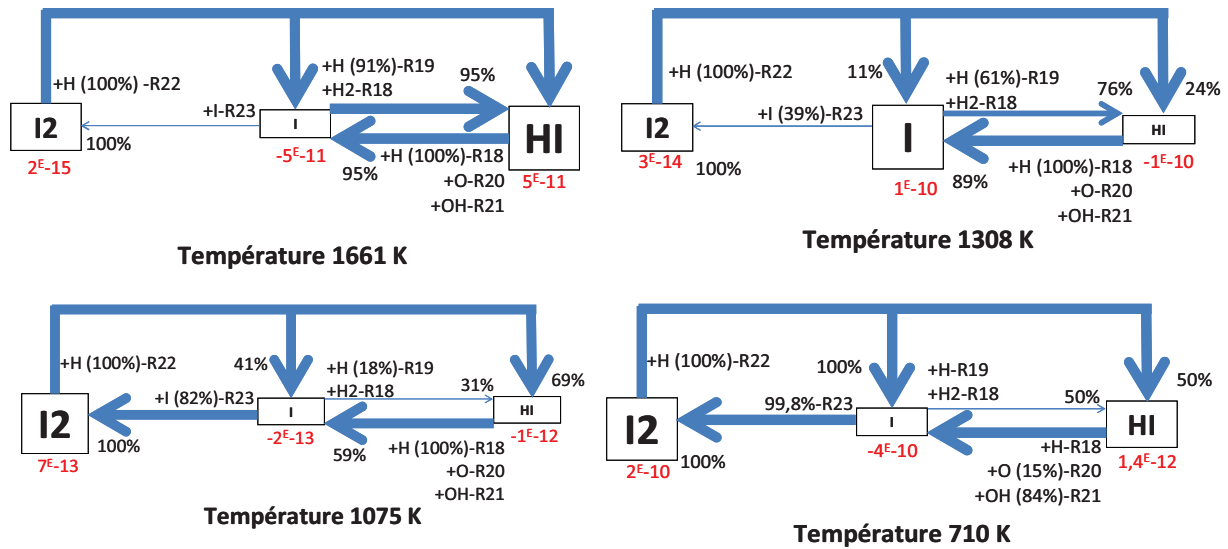 +H (100%) -R22
+H (91%)-R19
+H2-R18
95%
+I-R23
I2
I
HI
100%
2E-15
-5E-11
95%
+H (100%)-R18
+O-R20
+OH-R21
5E-11
Température 1661 K
+H (100%)-R22
11%
+H (61%)-R19
+H2-R18
76%
24%
+I (39%)-R23
I2
I
HI
3E-14
100%
1E-10
89%
+H (100%)-R18
+O-R20
+OH-R21
-1E-10
Température 1308 K
+H (100%)-R22
41%
+H (18%)-R19
+H2-R18
31%
69%
+I (82%)-R23
I2
I
HI
7E-13
100%
-2E-13
59%
+H (100%)-R18
+O-R20
+OH-R21
-1E-12
Température 1075 K
+H (100%)-R22
100%
+H-R19
+H2-R18
50%
50%
99,8%-R23
I2
I
HI
2E-10
100%
-4E-10
+H-R18
+O (15%)-R20
+OH (84%)-R21
1,4E-12
Température 710 K